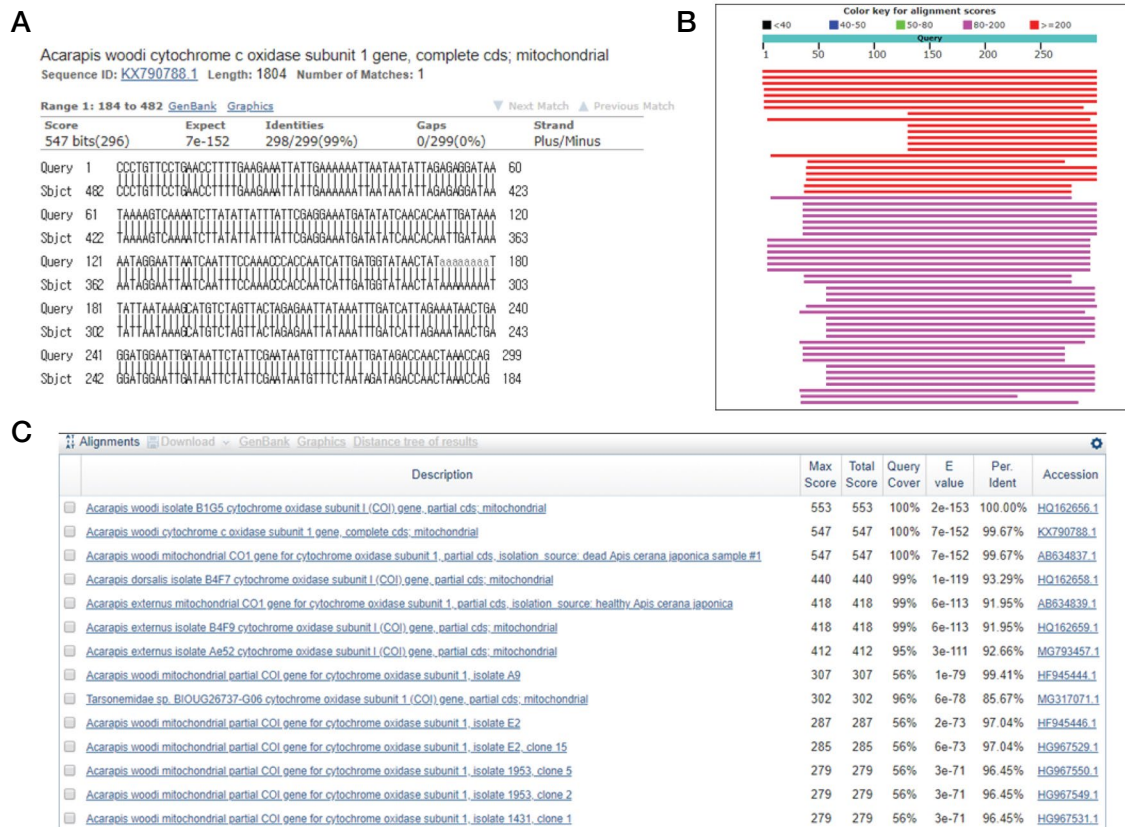 A
Acarapis woodi cytochrome c oxidase subunit 1 gene, complete cds; mitochondrial
Sequence ID: KX790788.1 Length: 1804 Number of Matches: 1
Range 1: 184 to 482 GenBank Graphics Next Match Previous Match
Score Expect Identities Gaps Strand
547 bits(296) 7e-152 298/299(99%) 0/299(0%) Plus/Minus
Query 1 CCCTGTTCCTGAACCTTTTGAAGAAATTATTGAAAAAATTAATAATATTAGAGAGGATAA 60
Sbjct 482 CCCTGTTCCTGAACCTTTTGAAGAAATTATTGAAAAAATTAATAATATTAGAGAGGATAA 423
Query 61 TAAAAGTCAAAATCTTATATTATTTATTCGAGGAAATGATATATCAACACAATTGATAAA 120
Sbjct 422 TAAAAGTCAAAATCTTATATTATTTATTCGAGGAAATGATATATCAACACAATTGATAAA 363
Query 121 AATAGGAATTAATCAATTTCCAAACCCACCAATCATTGATGGTATAACTATaaaaaaaaT 180
Sbjct 362 AATAGGAATTAATCAATTTCCAAACCCACCAATCATTGATGGTATAACTATAAAAAAAAT 303
Query 181 TATTAATAAAGCATGTCTAGTTACTAGAGAATTATAAATTTGATCATTAGAAATAACTGA 240
Sbjct 302 TATTAATAAAGCATGTCTAGTTACTAGAGAATTATAAATTTGATCATTAGAAATAACTGA 243
Query 241 GGATGGAATTGATAATTCTATTCGAATAATGTTTCTAATTGATAGACCAACTAAACCAG 299
Sbjct 242 GGATGGAATTGATAATTCTATTCGAATAATGTTTCTAATAGATAGACCAACTAAACCAG 184
B
Color key for alignment scores
<40 40-50 50-80 80-200 >=200
Query
1 50 100 150 200 250
C
Alignments Download GenBank Graphics Distance tree of results
Description Max Score Total Score Query Cover E value Per. Ident Accession
Acarapis woodi isolate B1G5 cytochrome oxidase subunit I (COI) gene, partial cds; mitochondrial 553 553 100% 2e-153 100.00% HQ162656.1
Acarapis woodi cytochrome c oxidase subunit 1 gene, complete cds; mitochondrial 547 547 100% 7e-152 99.67% KX790788.1
Acarapis woodi mitochondrial CO1 gene for cytochrome oxidase subunit 1, partial cds, isolation_source: dead Apis cerana japonica sample #1 547 547 100% 7e-152 99.67% AB634837.1
Acarapis dorsalis isolate B4F7 cytochrome oxidase subunit I (COI) gene, partial cds; mitochondrial 440 440 99% 1e-119 93.29% HQ162658.1
Acarapis externus mitochondrial CO1 gene for cytochrome oxidase subunit 1, partial cds, isolation_source: healthy Apis cerana japonica 418 418 99% 6e-113 91.95% AB634839.1
Acarapis externus isolate B4F9 cytochrome oxidase subunit I (COI) gene, partial cds; mitochondrial 418 418 99% 6e-113 91.95% HQ162659.1
Acarapis externus isolate Ae52 cytochrome oxidase subunit I (COI) gene, partial cds; mitochondrial 412 412 95% 3e-111 92.66% MG793457.1
Acarapis woodi mitochondrial partial COI gene for cytochrome oxidase subunit 1, isolate A9 307 307 56% 1e-79 99.41% HF945444.1
Tarsonemidae sp. BIOUG26737-G06 cytochrome oxidase subunit 1 (COI) gene, partial cds; mitochondrial 302 302 96% 6e-78 85.67% MG317071.1
Acarapis woodi mitochondrial partial COI gene for cytochrome oxidase subunit 1, isolate E2 287 287 56% 2e-73 97.04% HF945446.1
Acarapis woodi mitochondrial partial COI gene for cytochrome oxidase subunit 1, isolate E2, clone 15 285 285 56% 6e-73 97.04% HG967529.1
Acarapis woodi mitochondrial partial COI gene for cytochrome oxidase subunit 1, isolate 1953, clone 5 279 279 56% 3e-71 96.45% HG967550.1
Acarapis woodi mitochondrial partial COI gene for cytochrome oxidase subunit 1, isolate 1953, clone 2 279 279 56% 3e-71 96.45% HG967549.1
Acarapis woodi mitochondrial partial COI gene for cytochrome oxidase subunit 1, isolate 1431, clone 1 279 279 56% 3e-71 96.45% HG967531.1